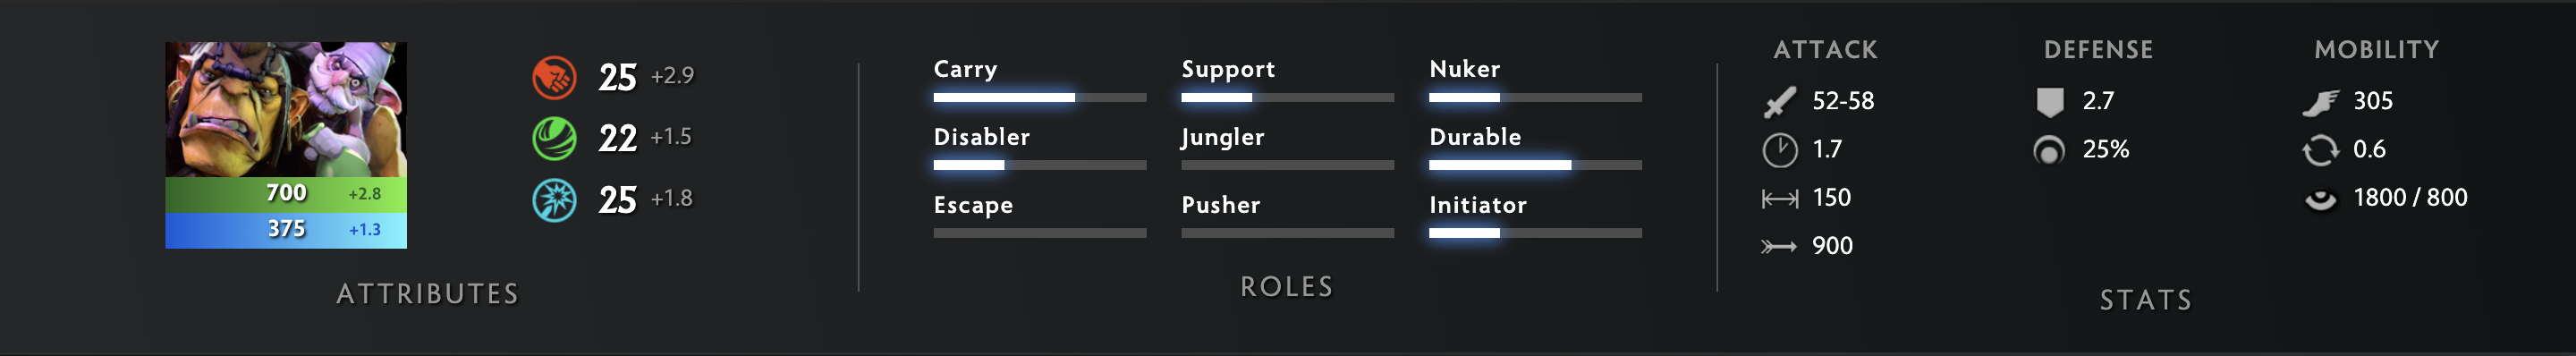 700 +2.8
375 +1.3
25 +2.9
22 +1.5
25 +1.8
ATTRIBUTES
Carry Support Nuker
Disabler Jungler Durable
Escape Pusher Initiator
ROLES
ATTACK DEFENSE MOBILITY
52-58 2.7 305
1.7 25% 0.6
150 1800 / 800
900
STATS